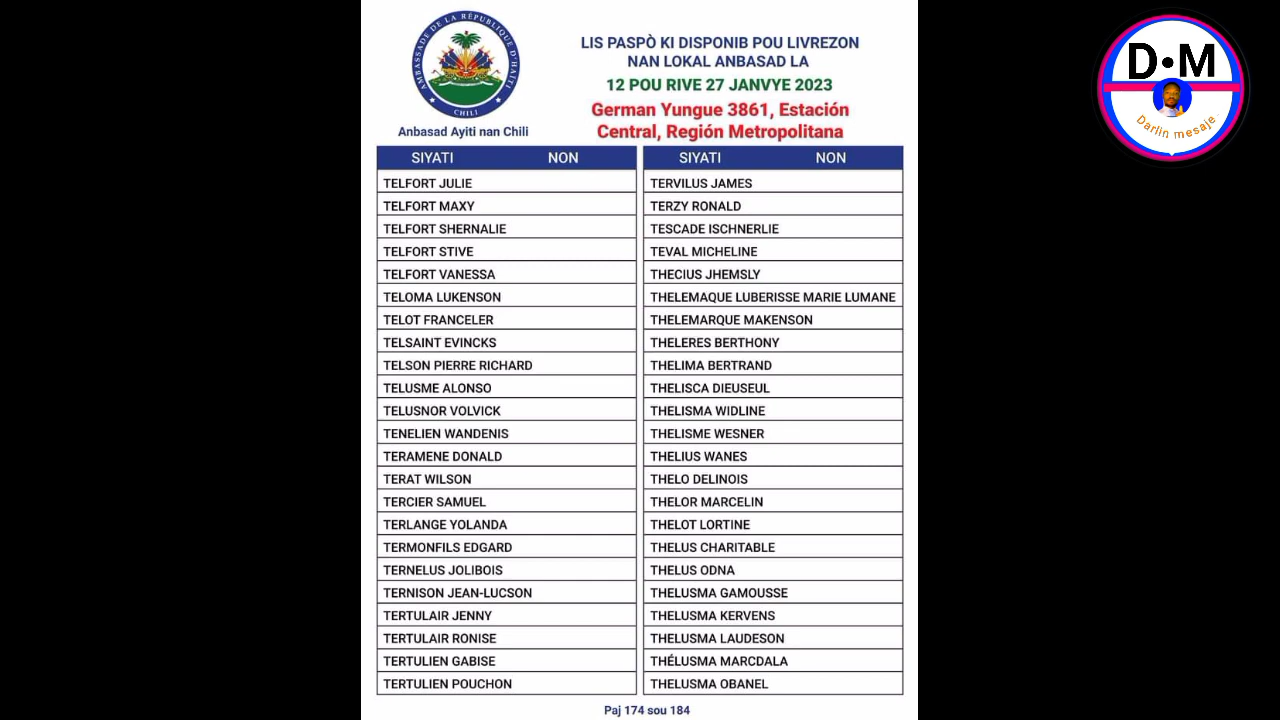 AMBASSADE DE LA RÉPUBLIQUE D'HAITI
CHILI
Anbasad Ayiti nan Chili
LIS PASPÒ KI DISPONIB POU LIVREZON
NAN LOKAL ANBASAD LA
12 POU RIVE 27 JANVYE 2023
German Yungue 3861, Estación
Central, Región Metropolitana
D•M
Darlin mesaje
SIYATI NON
TELFORT JULIE
TELFORT MAXY
TELFORT SHERNALIE
TELFORT STIVE
TELFORT VANESSA
TELOMA LUKENSON
TELOT FRANCELER
TELSAINT EVINCKS
TELSON PIERRE RICHARD
TELUSME ALONSO
TELUSNOR VOLVICK
TENELIEN WANDENIS
TERAMENE DONALD
TERAT WILSON
TERCIER SAMUEL
TERLANGE YOLANDA
TERMONFILS EDGARD
TERNELUS JOLIBOIS
TERNISON JEAN-LUCSON
TERTULAIR JENNY
TERTULAIR RONISE
TERTULIEN GABISE
TERTULIEN POUCHON
SIYATI NON
TERVILUS JAMES
TERZY RONALD
TESCADE ISCHNERLIE
TEVAL MICHELINE
THECIUS JHEMSLY
THELEMAQUE LUBERISSE MARIE LUMANE
THELEMARQUE MAKENSON
THELERES BERTHONY
THELIMA BERTRAND
THELISCA DIEUSEUL
THELISMA WIDLINE
THELISME WESNER
THELIUS WANES
THELO DELINOIS
THELOR MARCELIN
THELOT LORTINE
THELUS CHARITABLE
THELUS ODNA
THELUSMA GAMOUSSE
THELUSMA KERVENS
THELUSMA LAUDESON
THÉLUSMA MARCDALA
THELUSMA OBANEL
Paj 174 sou 184